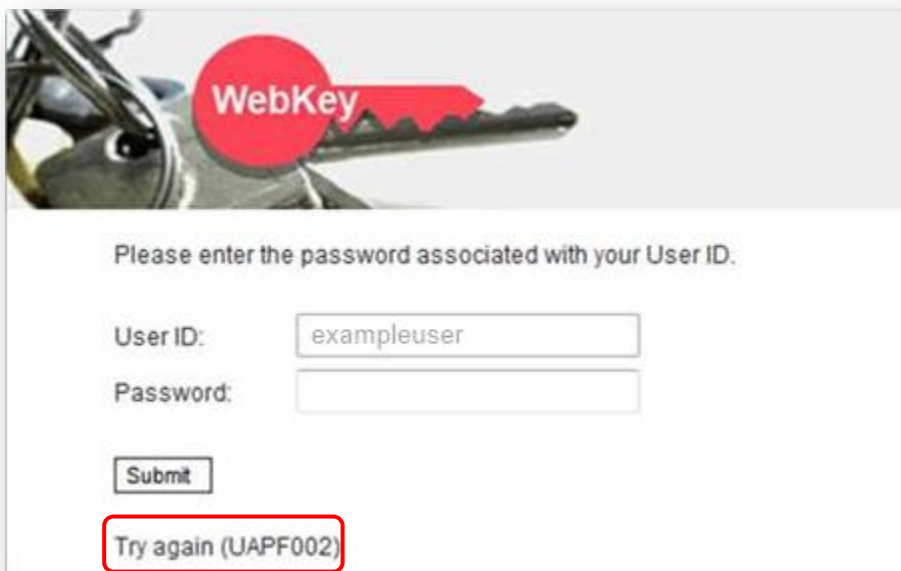 WebKey
Please enter the password associated with your User ID.
User ID: exampleuser
Password:
Submit
Try again (UAPF002)